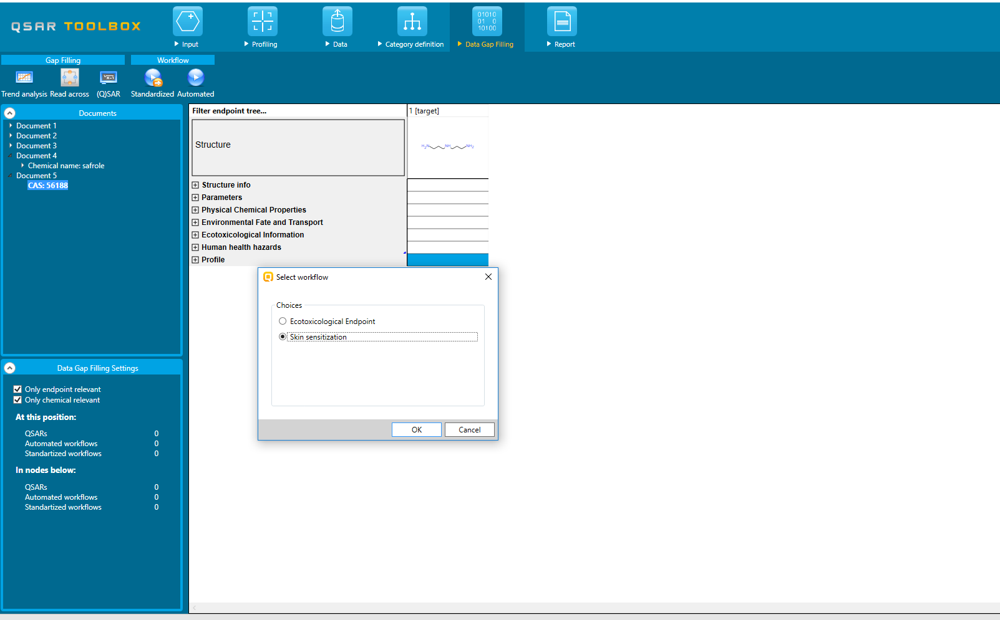 QSAR TOOLBOX
01010
01 0
10100
Input
Profiling
Data
Category definition
Data Gap Filling
Report
Gap Filling
Workflow
Trend analysis
Read across
(Q)SAR
Standardized
Automated
Documents
Document 1
Document 2
Document 3
Document 4
Chemical name: safrole
Document 5
CAS: 56188
Filter endpoint tree...
1 [target]
Structure
H2N NH NH2
Structure info
Parameters
Physical Chemical Properties
Environmental Fate and Transport
Ecotoxicological Information
Human health hazards
Profile
Select workflow
Choices
Ecotoxicological Endpoint
Skin sensitization
OK
Cancel
Data Gap Filling Settings
Only endpoint relevant
Only chemical relevant
At this position:
QSARs 0
Automated workflows 0
Standartized workflows 0
In nodes below:
QSARs 0
Automated workflows 0
Standartized workflows 0